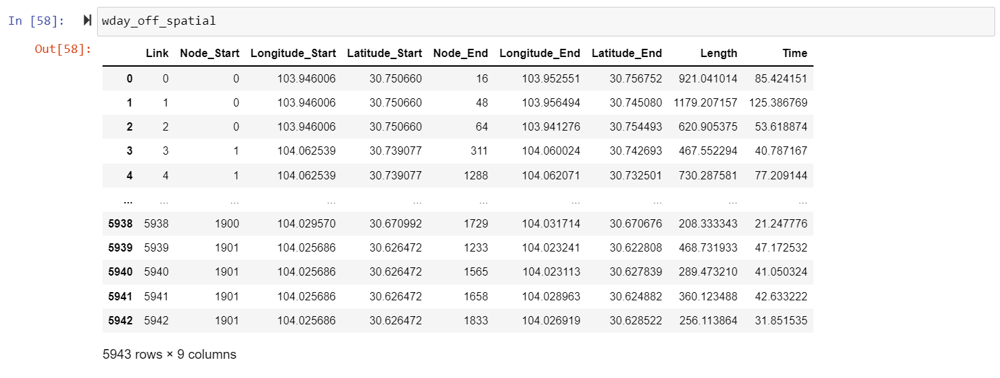 In [58]: wday_off_spatial
Out[58]:
Link Node_Start Longitude_Start Latitude_Start Node_End Longitude_End Latitude_End Length Time
0 0 0 103.946006 30.750660 16 103.952551 30.756752 921.041014 85.424151
1 1 0 103.946006 30.750660 48 103.956494 30.745080 1179.207157 125.386769
2 2 0 103.946006 30.750660 64 103.941276 30.754493 620.905375 53.618874
3 3 1 104.062539 30.739077 311 104.060024 30.742693 467.552294 40.787167
4 4 1 104.062539 30.739077 1288 104.062071 30.732501 730.287581 77.209144
... ... ... ... ... ... ... ... ... ...
5938 5938 1900 104.029570 30.670992 1729 104.031714 30.670676 208.333343 21.247776
5939 5939 1901 104.025686 30.626472 1233 104.023241 30.622808 468.731933 47.172532
5940 5940 1901 104.025686 30.626472 1565 104.023113 30.627839 289.473210 41.050324
5941 5941 1901 104.025686 30.626472 1658 104.028963 30.624882 360.123488 42.633222
5942 5942 1901 104.025686 30.626472 1833 104.026919 30.628522 256.113864 31.851535
5943 rows × 9 columns